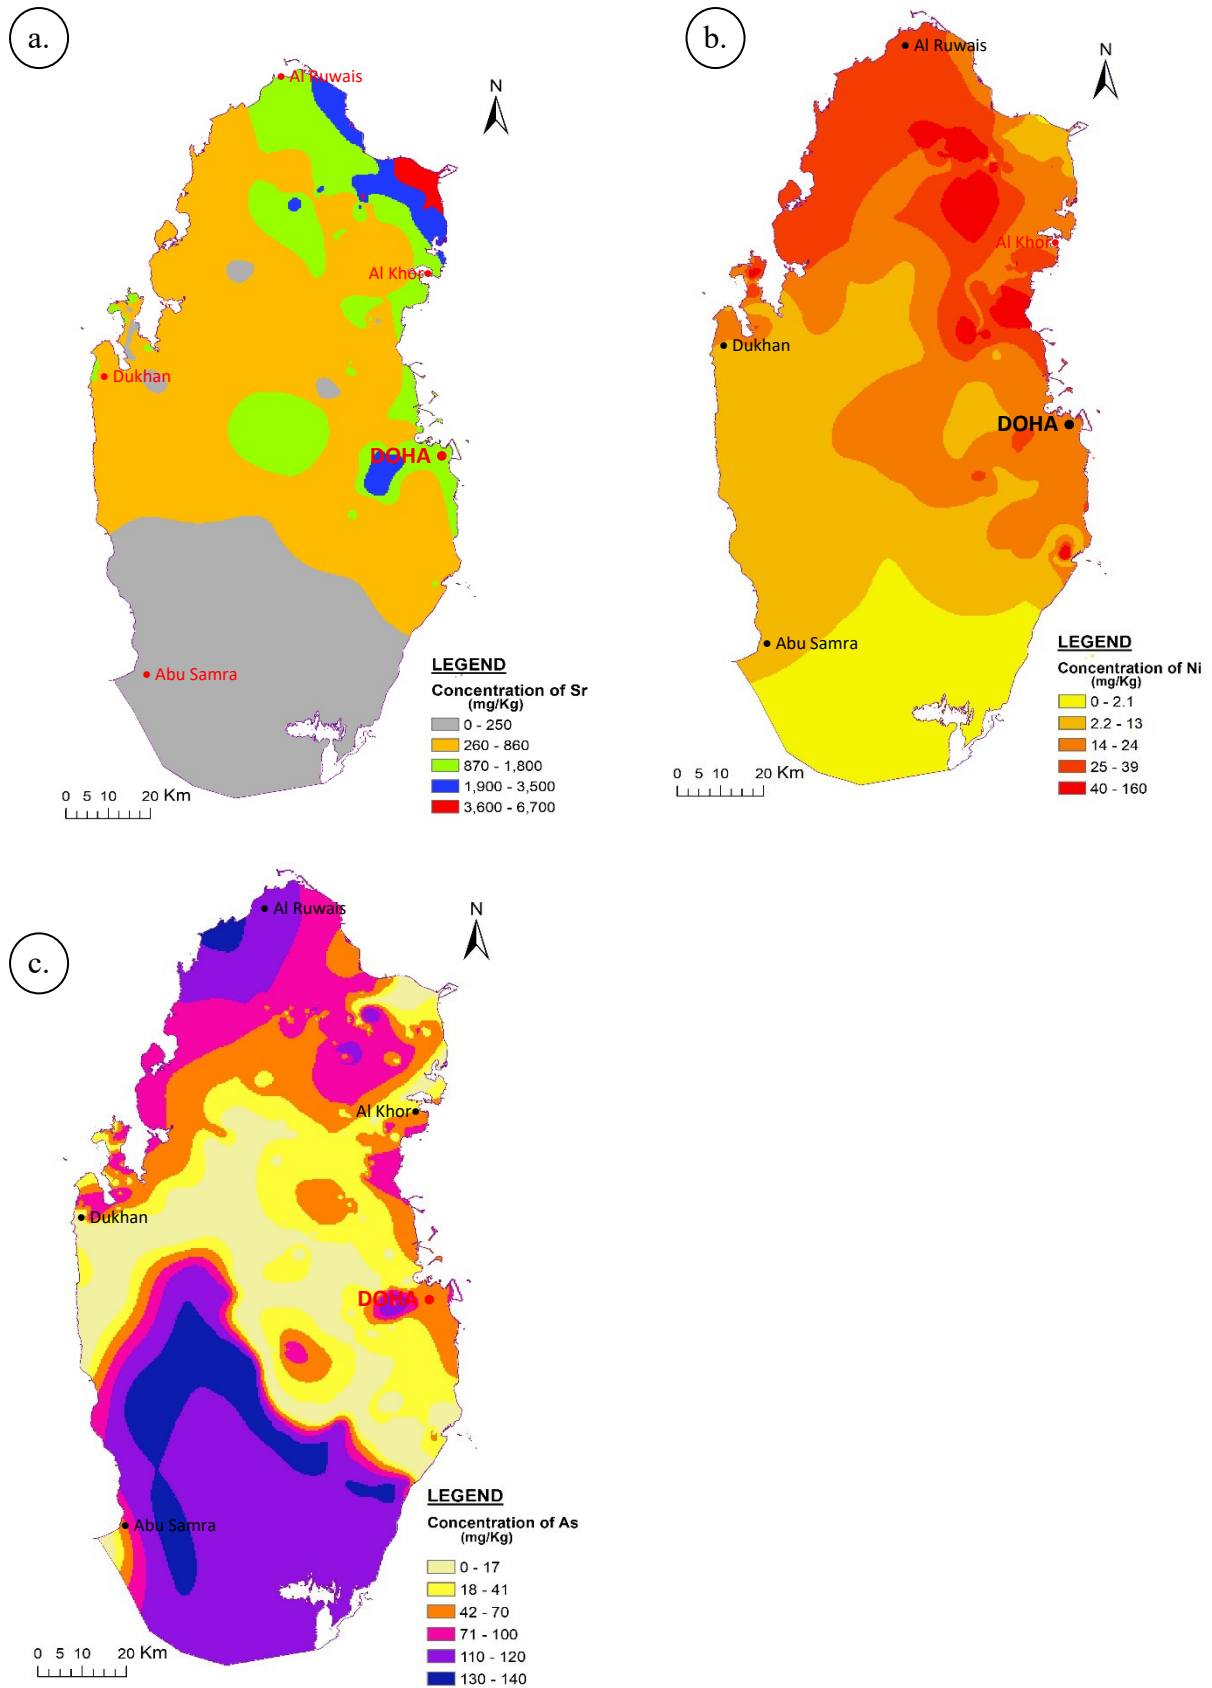 a.
Al Ruwais
N
Al Khor
Dukhan
DOHA
Abu Samra
LEGEND
Concentration of Sr
(mg/Kg)
0 - 250
260 - 860
870 - 1,800
1,900 - 3,500
3,600 - 6,700
0 5 10 20 Km
b.
Al Ruwais
N
Al Khor
Dukhan
DOHA
Abu Samra
LEGEND
Concentration of Ni
(mg/Kg)
0 - 2.1
2.2 - 13
14 - 24
25 - 39
40 - 160
0 5 10 20 Km
c.
Al Ruwais
N
Al Khor
Dukhan
DOHA
Abu Samra
LEGEND
Concentration of As
(mg/Kg)
0 - 17
18 - 41
42 - 70
71 - 100
110 - 120
130 - 140
0 5 10 20 Km